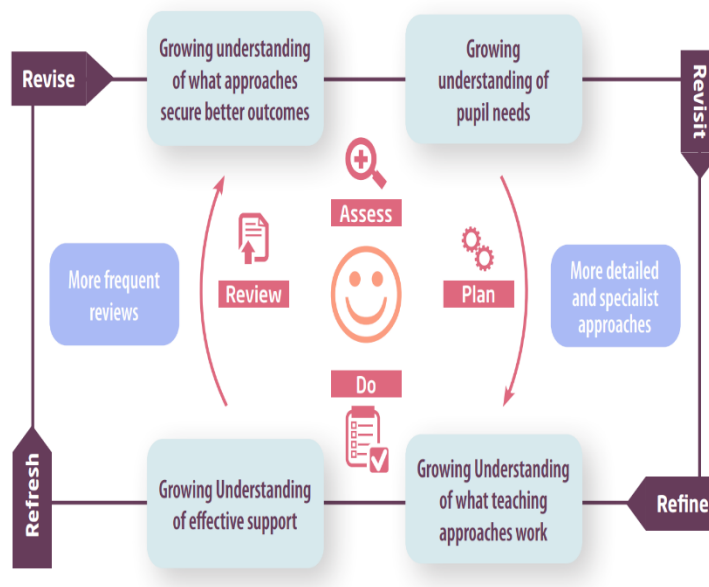 Revise
Growing understanding
of what approaches
secure better outcomes
Growing
understanding of
pupil needs
Revisit
Assess
More frequent
reviews
Review
Plan
More detailed
and specialist
approaches
Do
Refresh
Growing Understanding
of effective support
Growing Understanding
of what teaching
approaches work
Refine